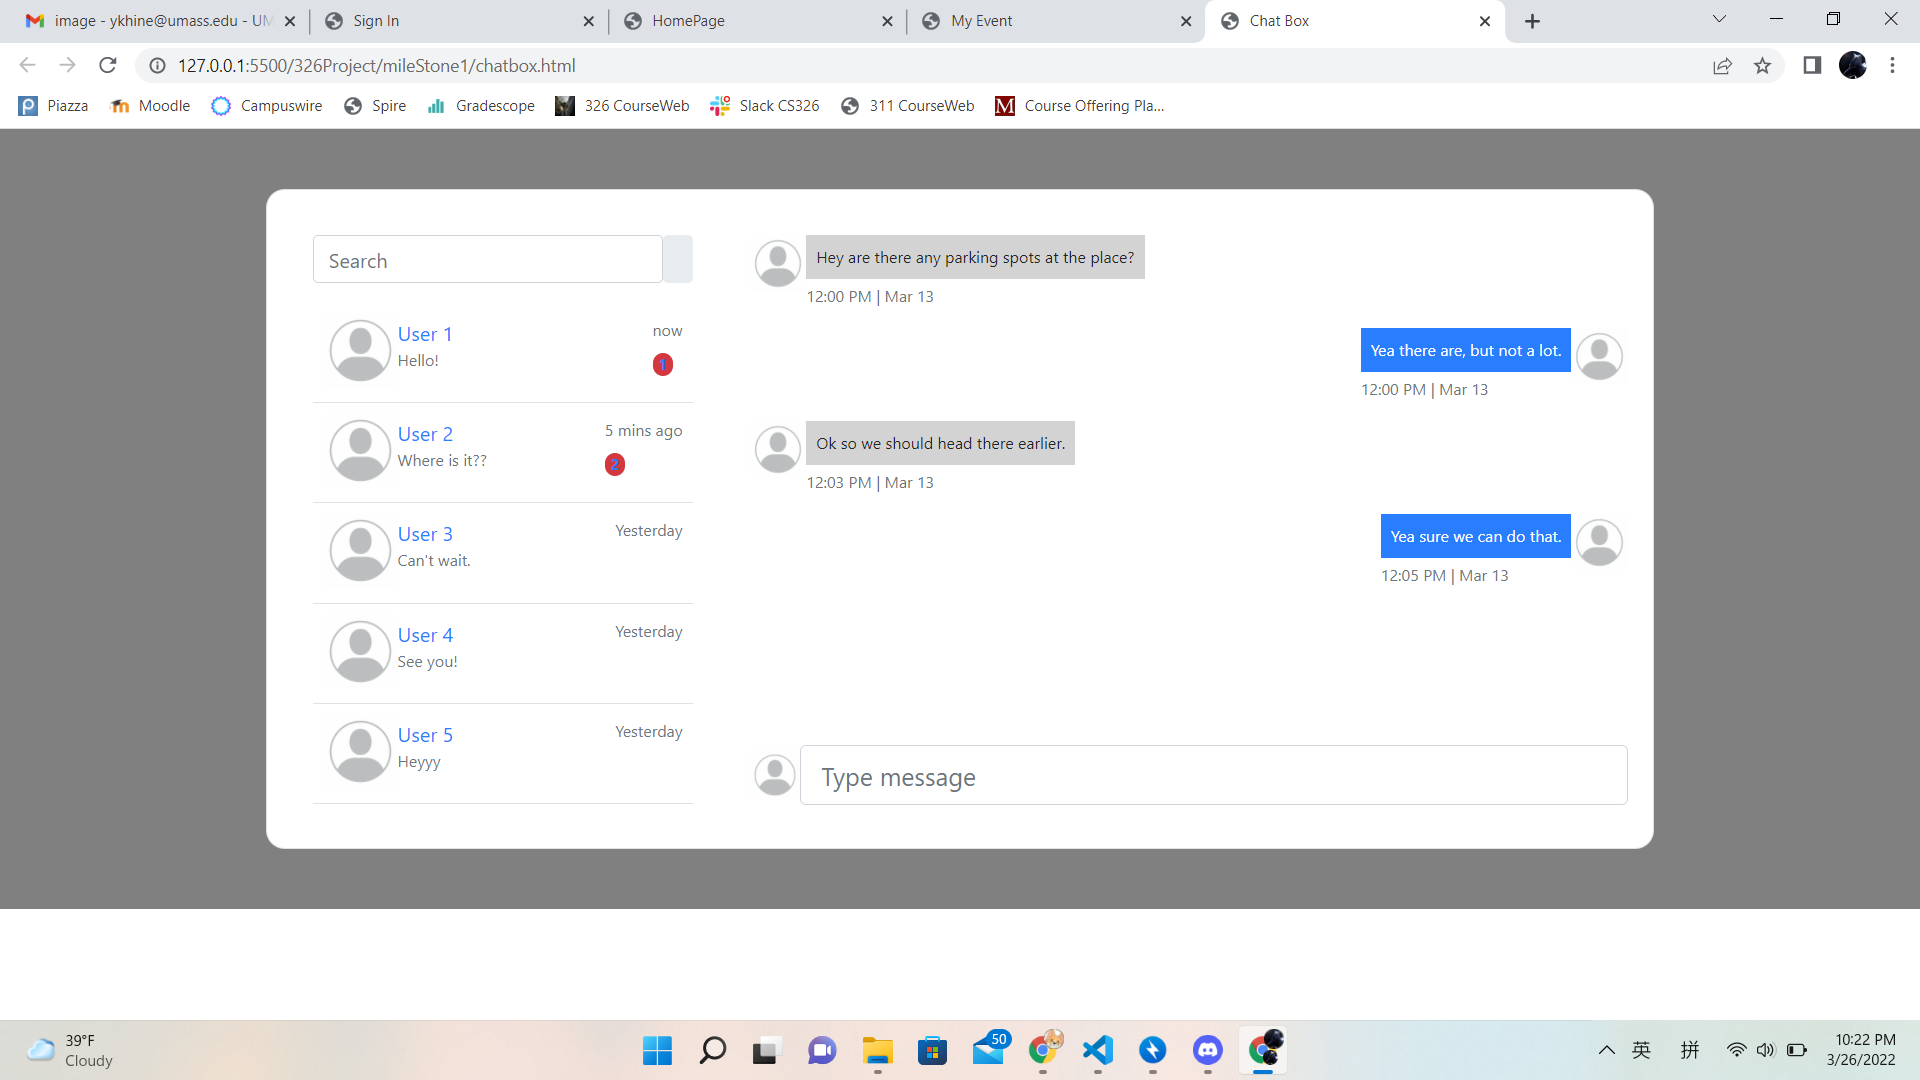 image - ykhine@umass.edu - UM
Sign In
HomePage
My Event
Chat Box
127.0.0.1:5500/326Project/mileStone1/chatbox.html
Piazza
Moodle
Campuswire
Spire
Gradescope
326 CourseWeb
Slack CS326
311 CourseWeb
Course Offering Pla...
Search
User 1
now
Hello!
1
User 2
5 mins ago
Where is it??
2
User 3
Yesterday
Can't wait.
User 4
Yesterday
See you!
User 5
Yesterday
Heyyy
Hey are there any parking spots at the place?
12:00 PM | Mar 13
Yea there are, but not a lot.
12:00 PM | Mar 13
Ok so we should head there earlier.
12:03 PM | Mar 13
Yea sure we can do that.
12:05 PM | Mar 13
Type message
39°F
Cloudy
50
英
拼
10:22 PM
3/26/2022